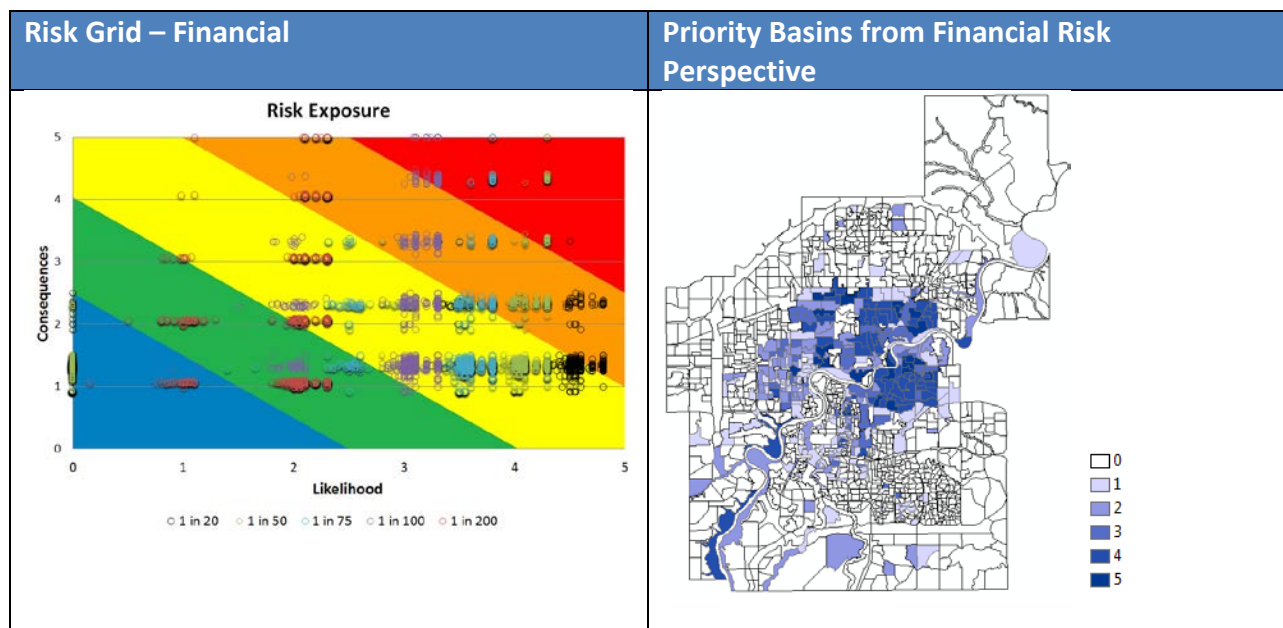 Risk Grid – Financial
Priority Basins from Financial Risk
Perspective
Risk Exposure
5
4
3
2
1
0
Consequences
0 1 2 3 4 5
Likelihood
1 in 20 1 in 50 1 in 75 1 in 100 1 in 200
0
1
2
3
4
5